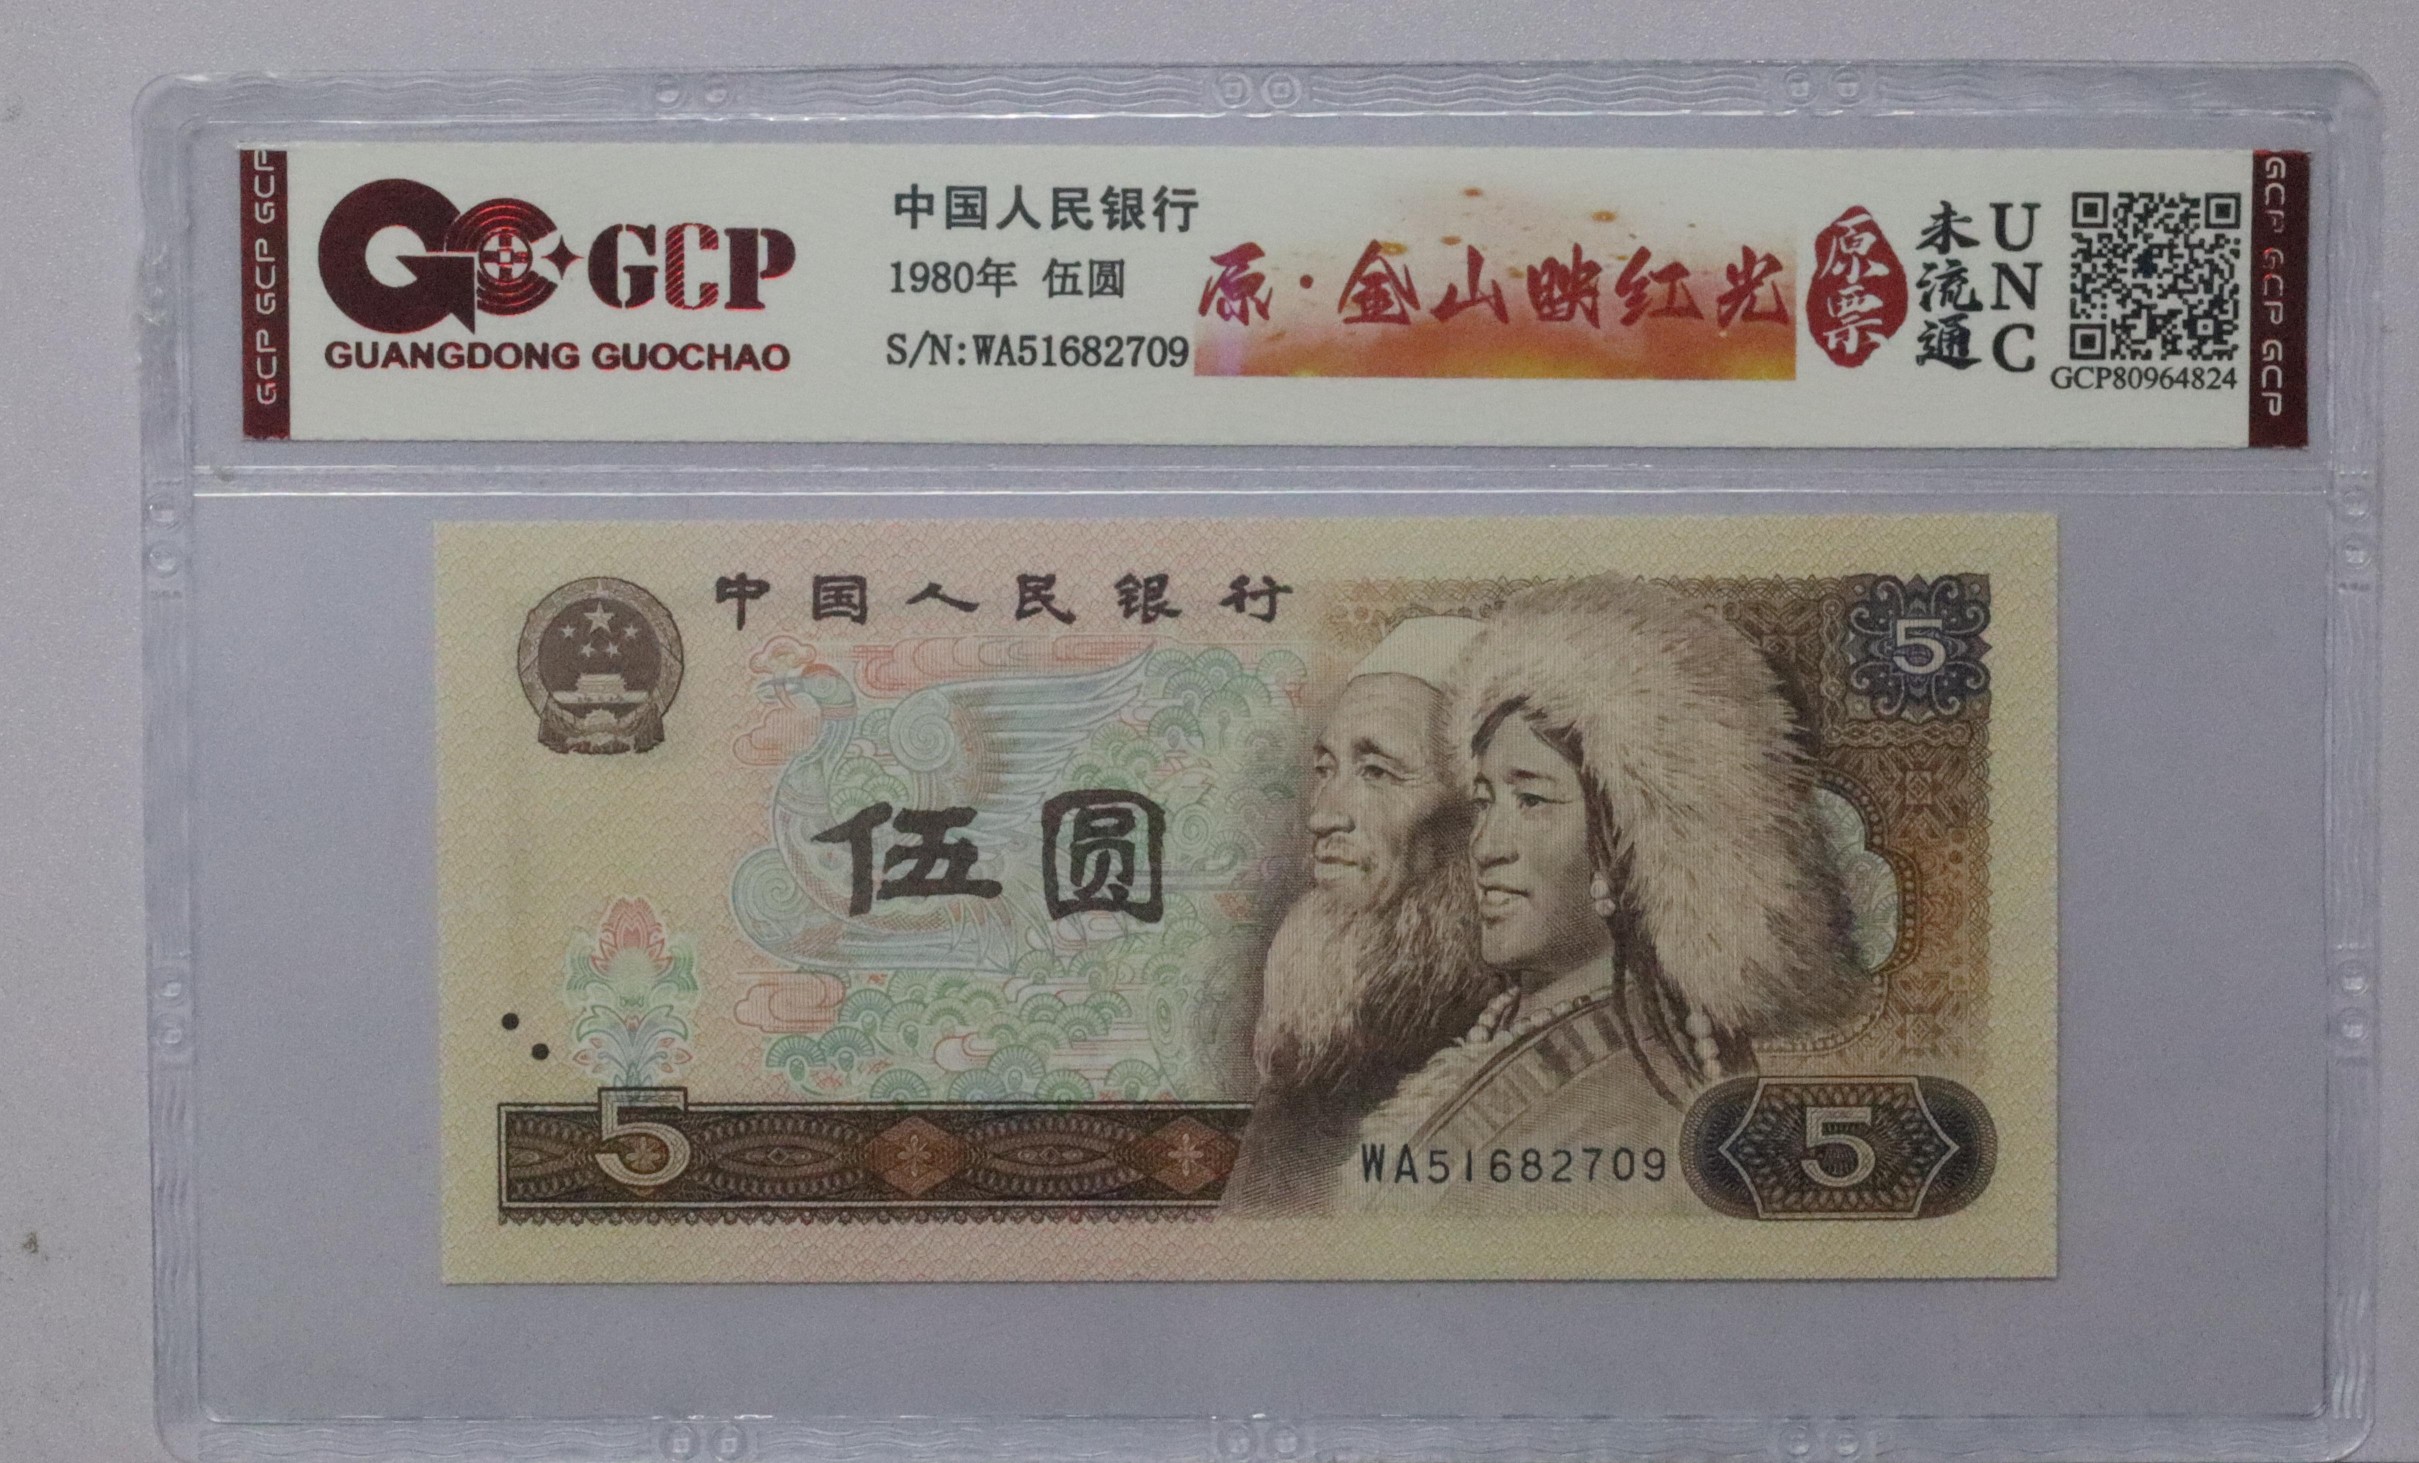 GCP GCP GCP
GCP
GUANGDONG GUOCHAO
中国人民银行
1980年 伍圆
S/N:WA51682709
原·金山映红光
原票
未流通
UNC
GCP80964824
GCP GCP GCP
中国人民银行
5
伍圆
5
WA51682709
5